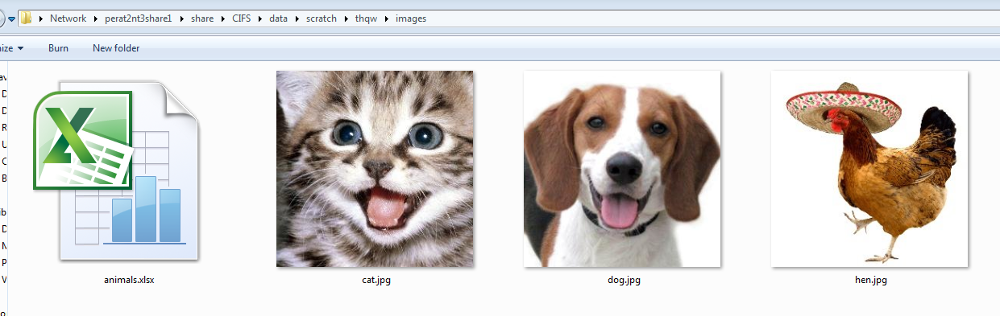 Network perat2nt3share1 share CIFS data scratch thqw images
Burn New folder
animals.xlsx cat.jpg dog.jpg hen.jpg